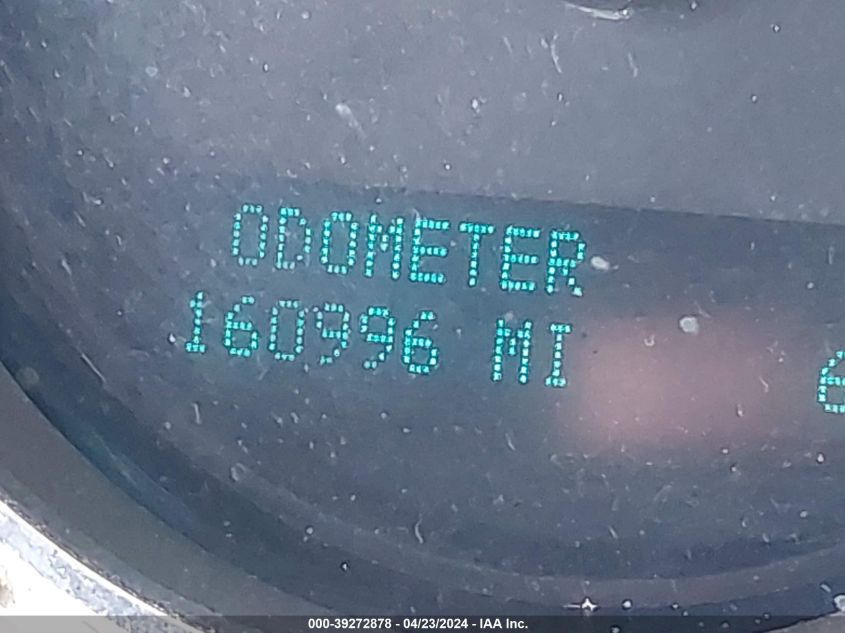 ODOMETER
160996 MI
000-39272878 - 04/23/2024 - IAA Inc.